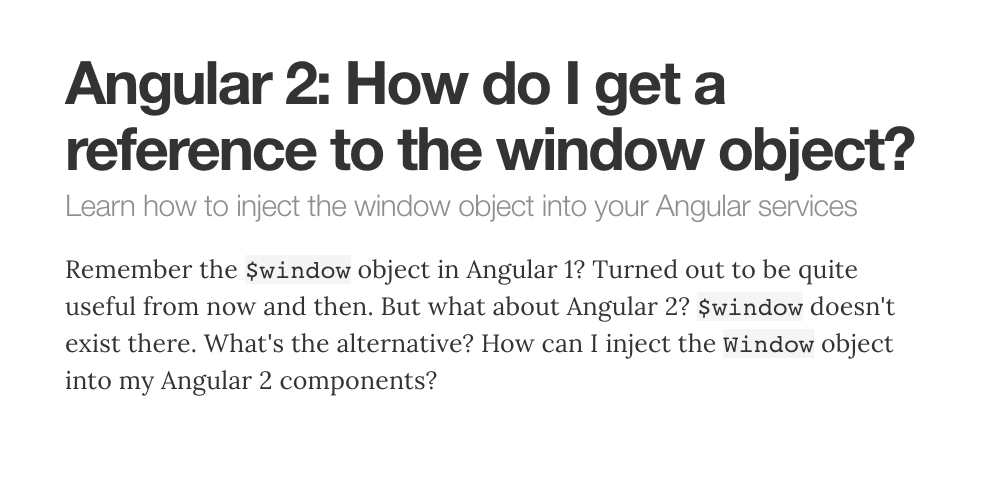 Angular 2: How do I get a
reference to the window object?
Learn how to inject the window object into your Angular services
Remember the $window object in Angular 1? Turned out to be quite
useful from now and then. But what about Angular 2? $window doesn't
exist there. What's the alternative? How can I inject the Window object
into my Angular 2 components?